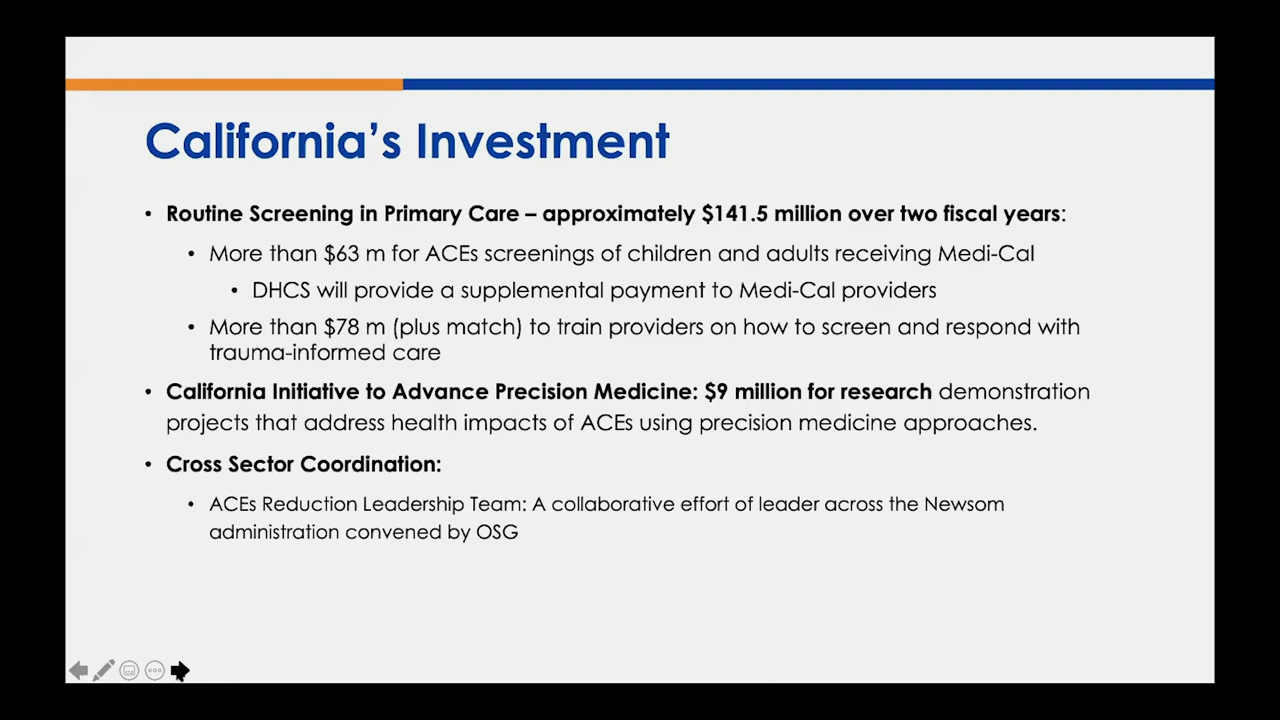 California's Investment
• Routine Screening in Primary Care – approximately $141.5 million over two fiscal years:
• More than $63 m for ACEs screenings of children and adults receiving Medi-Cal
• DHCS will provide a supplemental payment to Medi-Cal providers
• More than $78 m (plus match) to train providers on how to screen and respond with
trauma-informed care
• California Initiative to Advance Precision Medicine: $9 million for research demonstration
projects that address health impacts of ACEs using precision medicine approaches.
• Cross Sector Coordination:
• ACEs Reduction Leadership Team: A collaborative effort of leader across the Newsom
administration convened by OSG